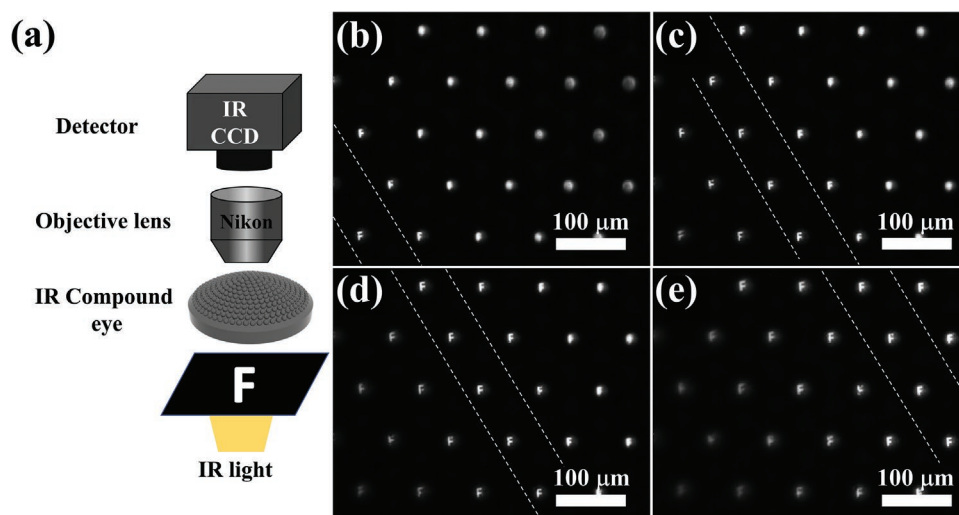 (a)
Detector
IR
CCD
Objective lens
Nikon
IR Compound
eye
F
IR light
(b)
100 μm
(c)
100 μm
(d)
100 μm
(e)
100 μm